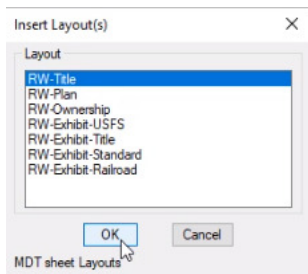 Insert Layout(s)
Layout
RW-Title
RW-Plan
RW-Ownership
RW-Exhibit-USFS
RW-Exhibit-Title
RW-Exhibit-Standard
RW-Exhibit-Railroad
OK
Cancel
MDT sheet Layouts